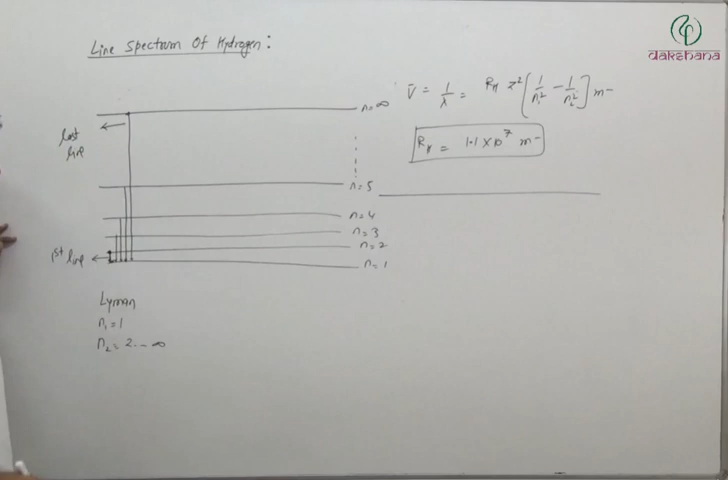 Line Spectrum Of Hydrogen :
dakshana
ν̄ = 1/λ = R_H Z² [1/n₁² − 1/n₂²] m-
R_H = 1.1 × 10⁷ m-
n=∞
last line
n=5
n=4
n=3
n=2
1st line
n=1
Lyman
n₁=1
n₂ = 2--∞